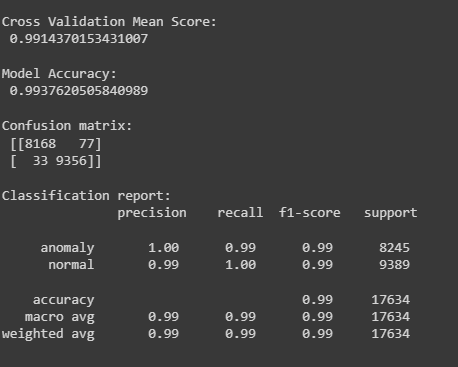 Cross Validation Mean Score:
0.9914370153431007
Model Accuracy:
0.9937620505840989
Confusion matrix:
[[8168   77]
[  33 9356]]
Classification report:
precision    recall  f1-score   support
anomaly       1.00      0.99      0.99      8245
normal       0.99      1.00      0.99      9389
accuracy                           0.99     17634
macro avg       0.99      0.99      0.99     17634
weighted avg       0.99      0.99      0.99     17634